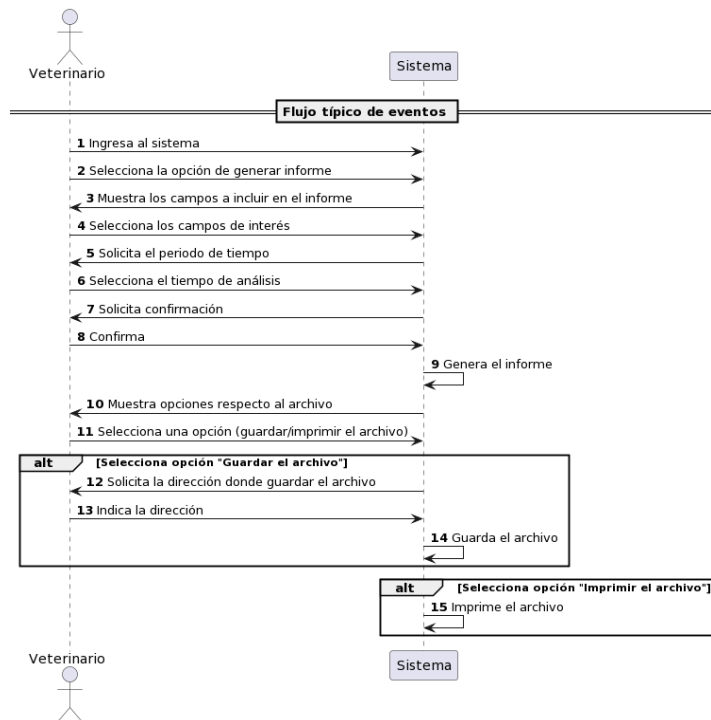 Veterinario
Sistema
Flujo típico de eventos
1 Ingresa al sistema
2 Selecciona la opción de generar informe
3 Muestra los campos a incluir en el informe
4 Selecciona los campos de interés
5 Solicita el periodo de tiempo
6 Selecciona el tiempo de análisis
7 Solicita confirmación
8 Confirma
9 Genera el informe
10 Muestra opciones respecto al archivo
11 Selecciona una opción (guardar/imprimir el archivo)
alt [Selecciona opción "Guardar el archivo"]
12 Solicita la dirección donde guardar el archivo
13 Indica la dirección
14 Guarda el archivo
alt [Selecciona opción "Imprimir el archivo"]
15 Imprime el archivo
Veterinario
Sistema